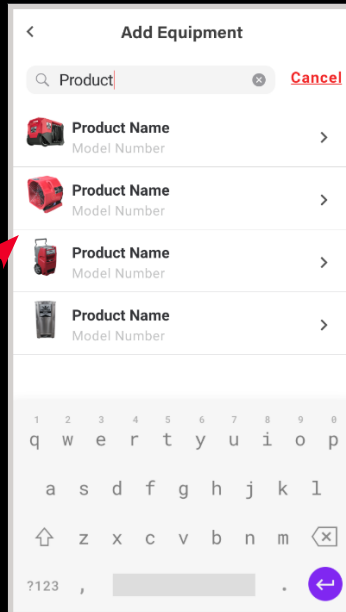 Add Equipment
Product
Cancel
Product Name
Model Number
Product Name
Model Number
Product Name
Model Number
Product Name
Model Number
1 2 3 4 5 6 7 8 9 0
q w e r t y u i o p
a s d f g h j k l
z x c v b n m
?123 , .